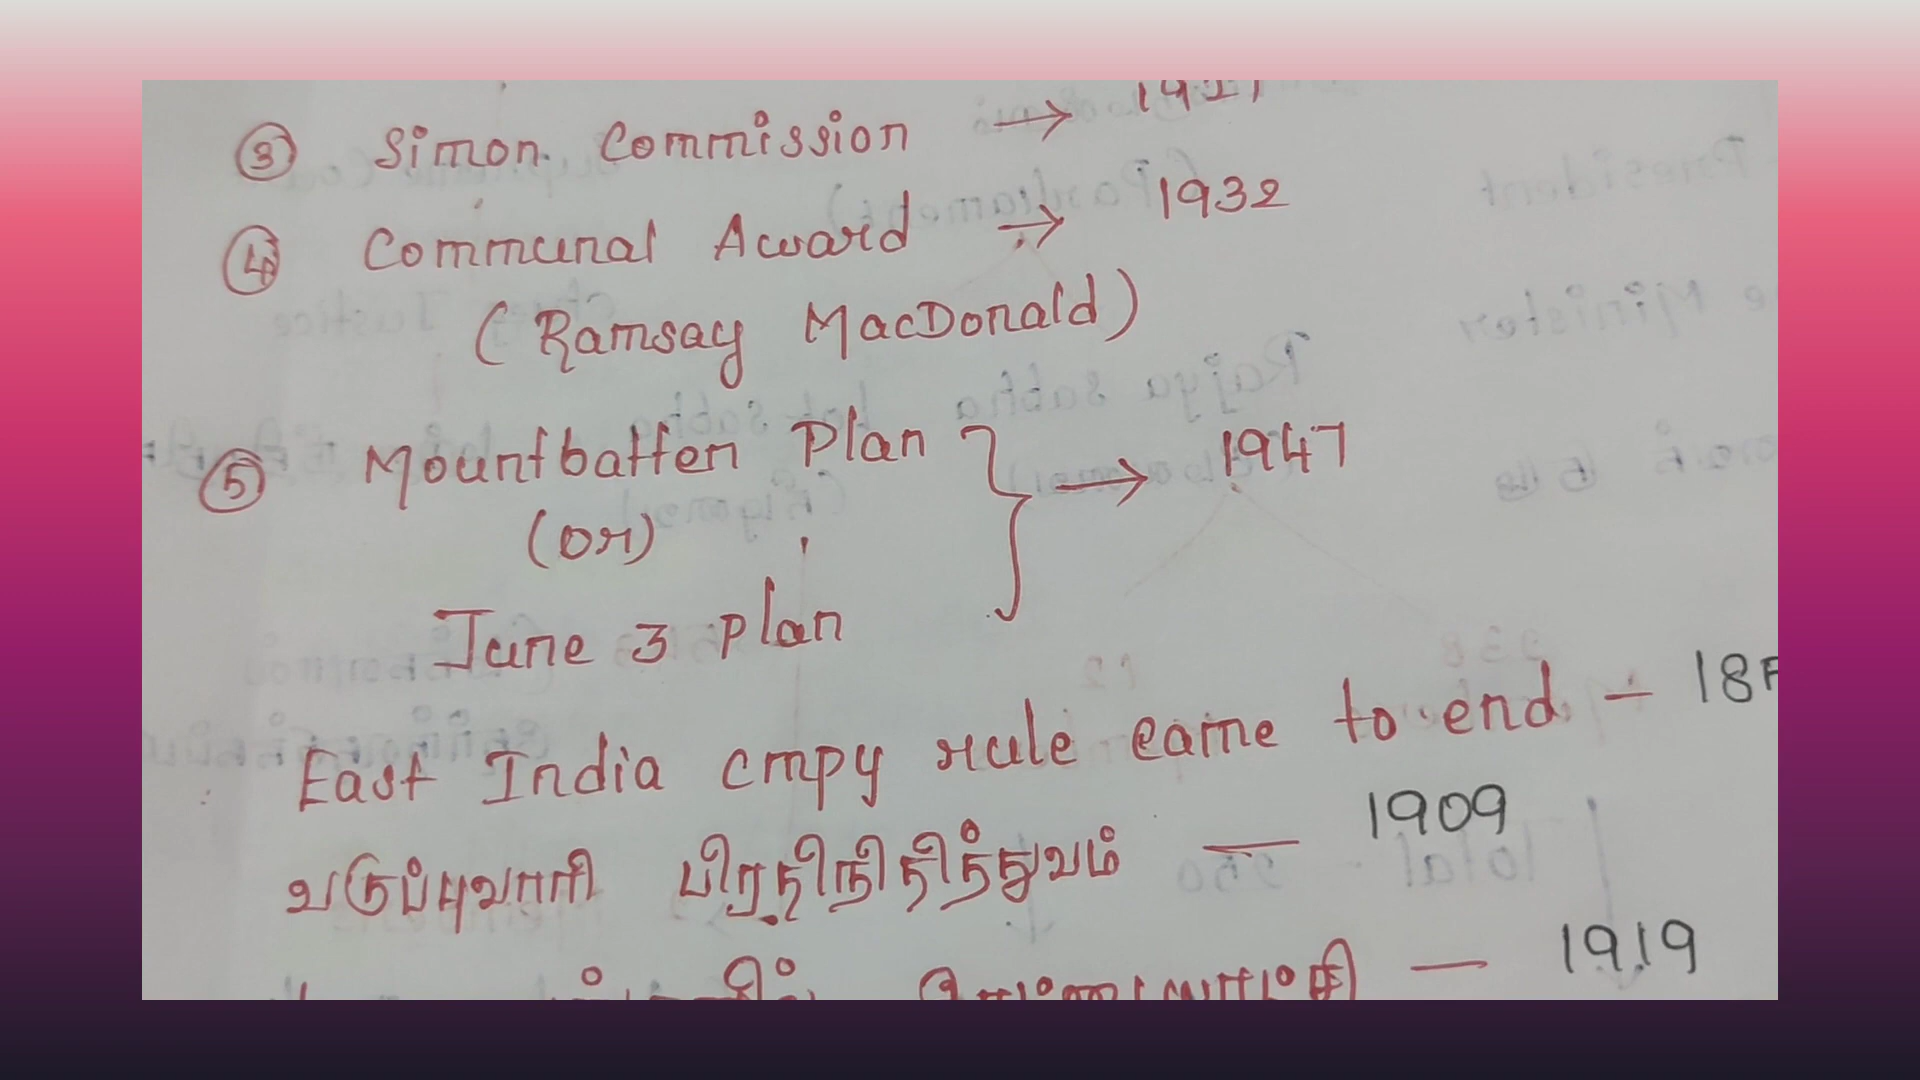 ③ Simon Commission →
④ Communal Award → 1932
(Ramsay MacDonald)
⑤ Mountbatten Plan
(or)
June 3 plan } → 1947
East India cmpy rule came to end –
வகுப்புவாரி பிரதிநிதித்துவம் — 1909
— 1919